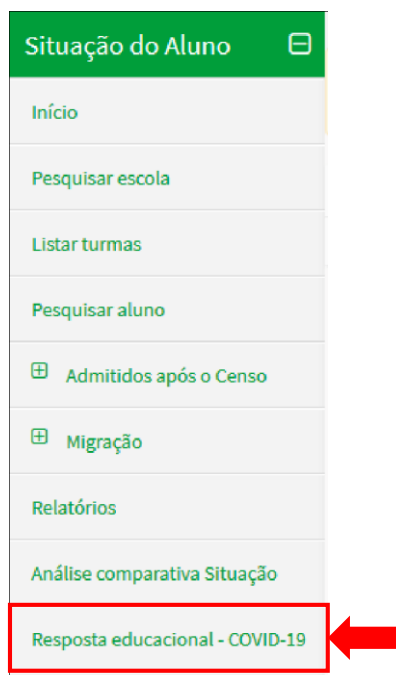 Situação do Aluno
Início
Pesquisar escola
Listar turmas
Pesquisar aluno
Admitidos após o Censo
Migração
Relatórios
Análise comparativa Situação
Resposta educacional - COVID-19